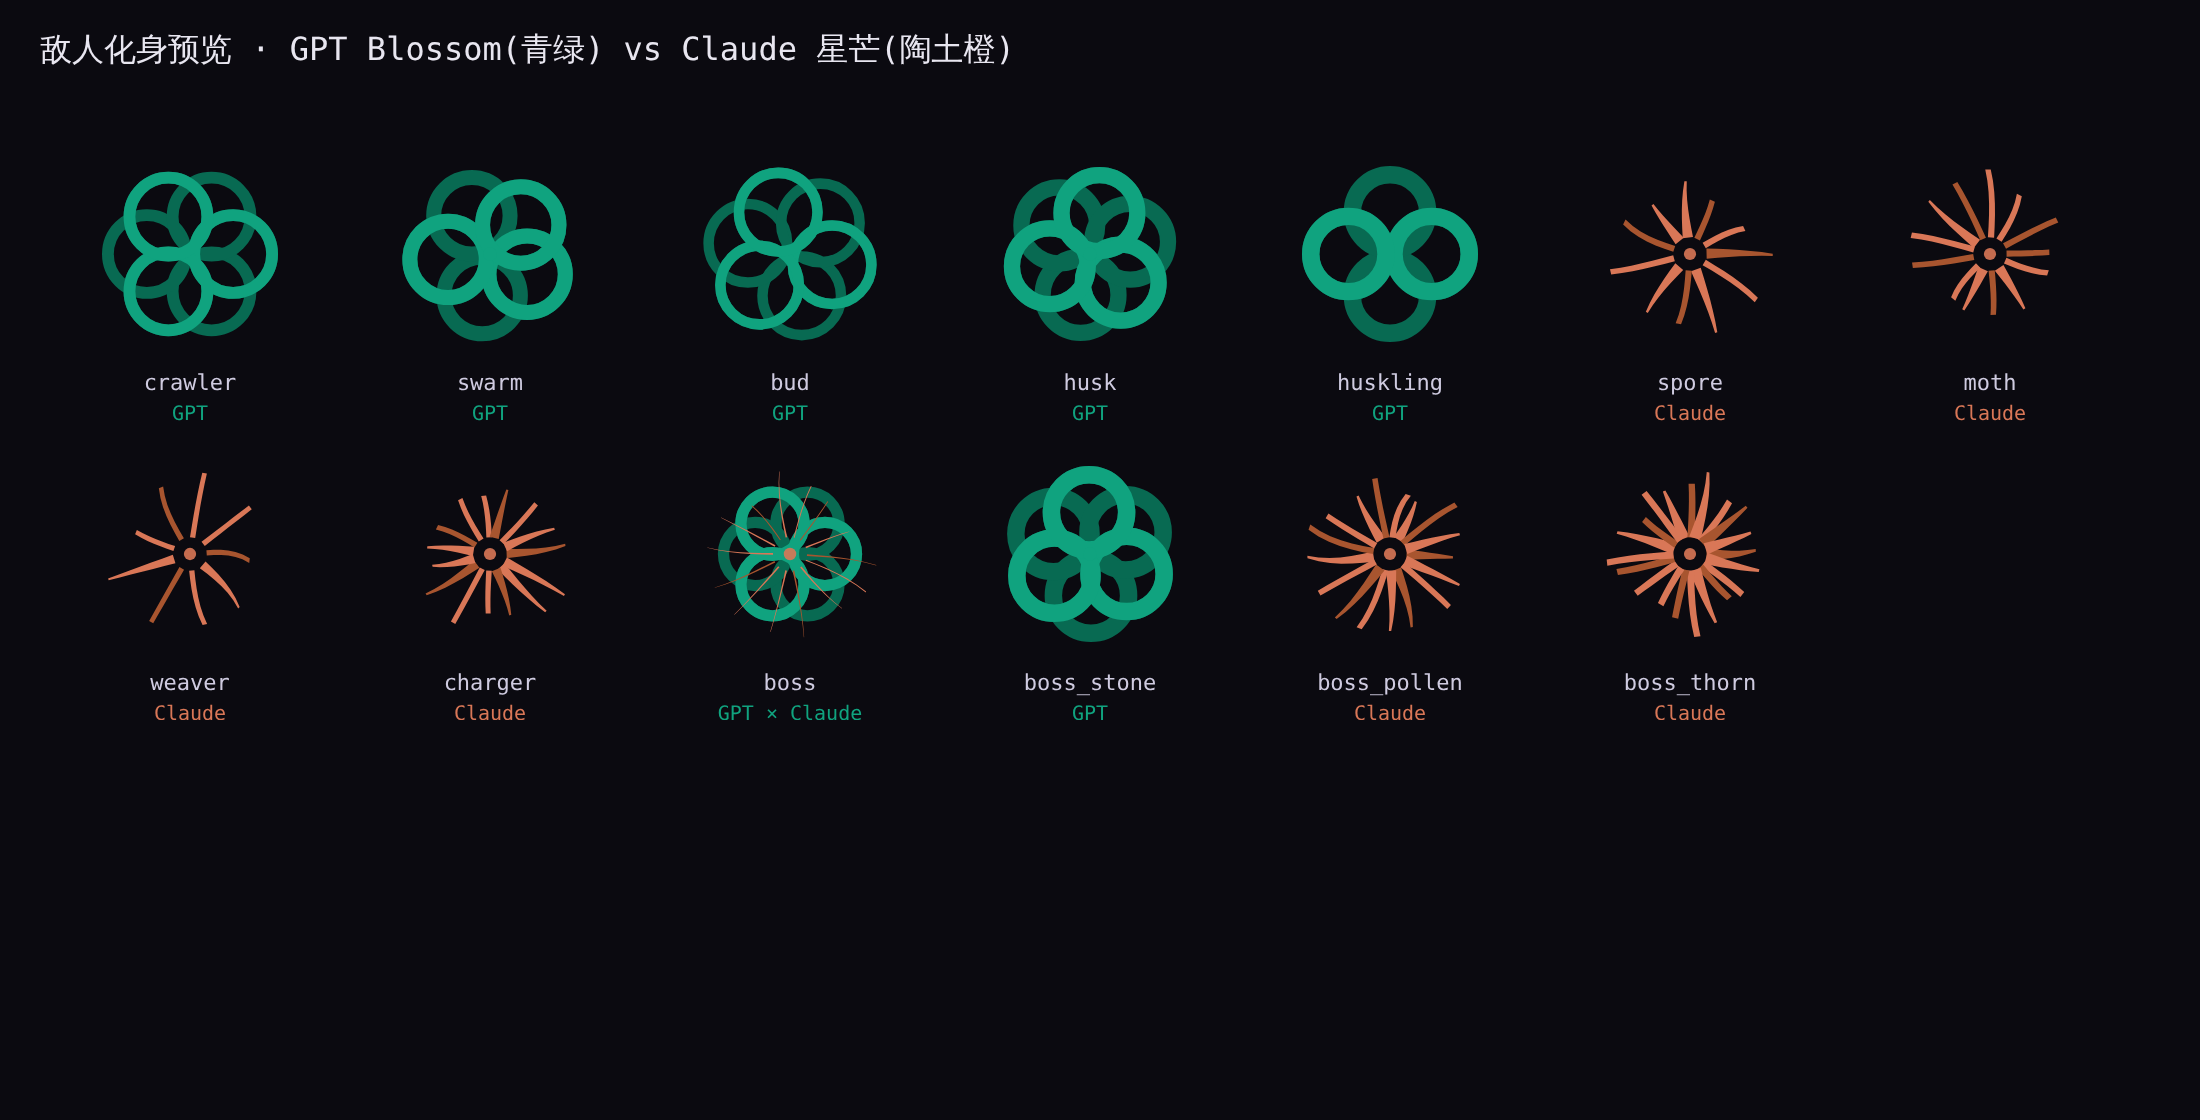 敌人化身预览 · GPT Blossom(青绿) vs Claude 星芒(陶土橙)
crawler
GPT
swarm
GPT
bud
GPT
husk
GPT
huskling
GPT
spore
Claude
moth
Claude
weaver
Claude
charger
Claude
boss
GPT × Claude
boss_stone
GPT
boss_pollen
Claude
boss_thorn
Claude